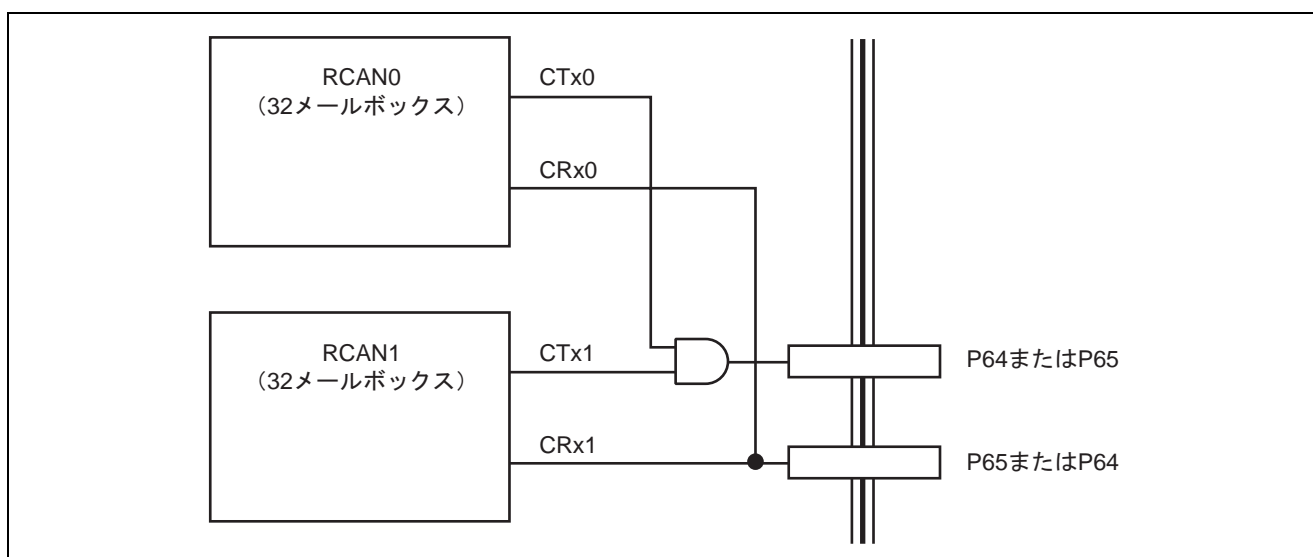 RCAN0
（32メールボックス）
CTx0
CRx0
RCAN1
（32メールボックス）
CTx1
CRx1
P64またはP65
P65またはP64